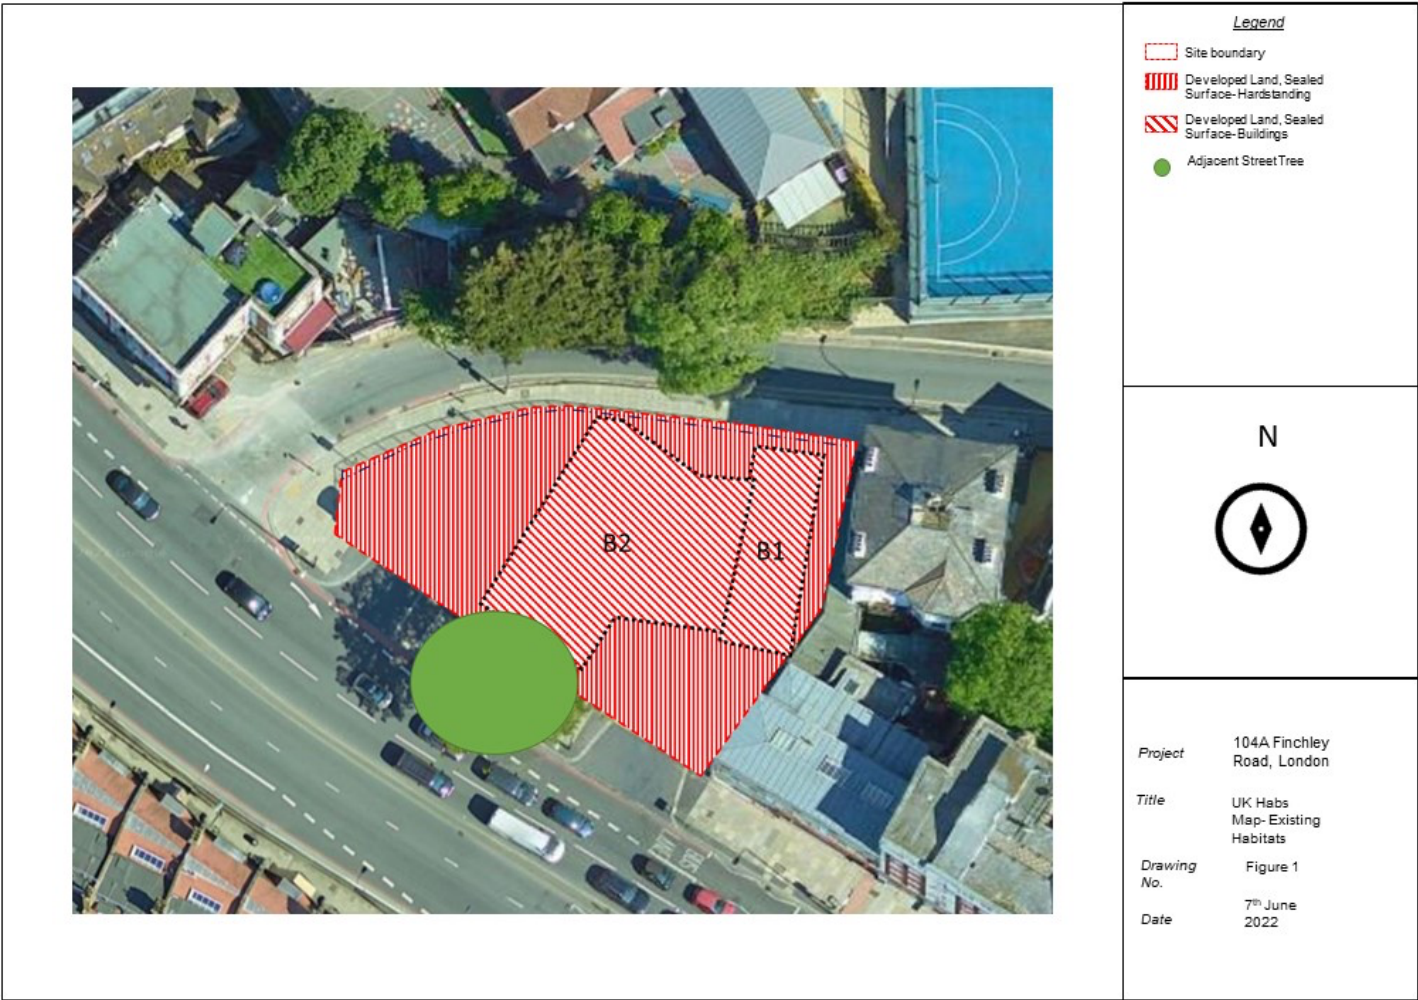 Legend
Site boundary
Developed Land, Sealed
Surface-Hardstanding
Developed Land, Sealed
Surface-Buildings
Adjacent Street Tree
N
B2
B1
BUS
Project
104A Finchley
Road, London
Title
UK Habs
Map- Existing
Habitats
Drawing
No.
Figure 1
Date
7th June
2022